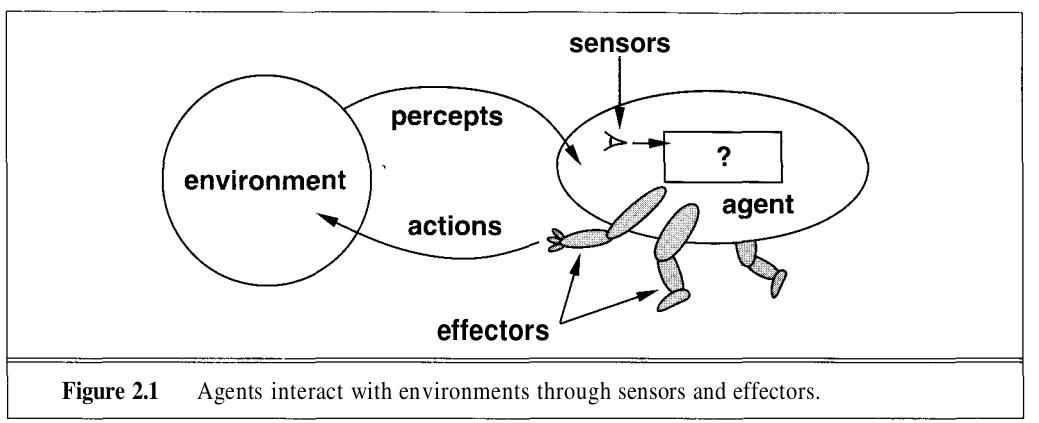 sensors
percepts
?
environment
agent
actions
effectors
Figure 2.1 Agents interact with environments through sensors and effectors.